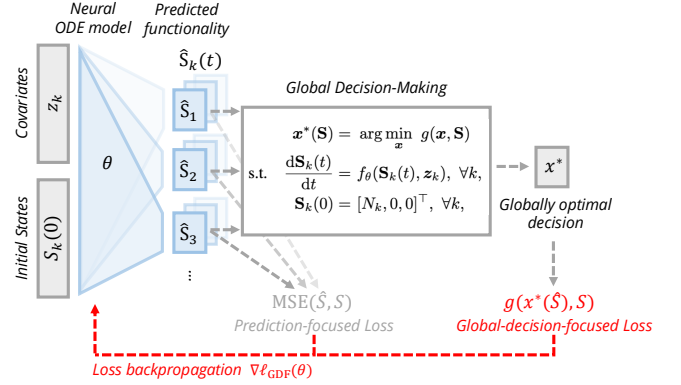 Neural
ODE model
Predicted
functionality
Covariates
z_k
Initial States
S_k(0)
θ
Ŝ_k(t)
Ŝ_1
Ŝ_2
Ŝ_3
⋮
Global Decision-Making
x*(S) = arg min_x g(x, S)
s.t. dS_k(t)/dt = f_θ(S_k(t), z_k), ∀k,
S_k(0) = [N_k, 0, 0]^⊤, ∀k,
x*
Globally optimal
decision
MSE(Ŝ, S)
Prediction-focused Loss
g(x*(Ŝ), S)
Global-decision-focused Loss
Loss backpropagation ∇ℓ_GDF(θ)